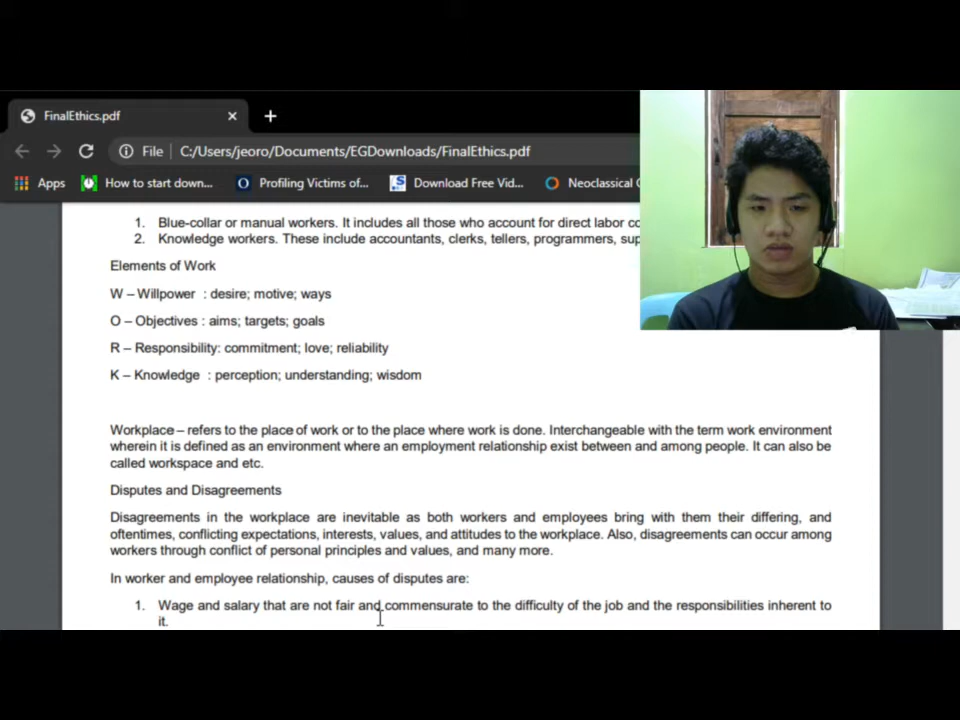 FinalEthics.pdf
File | C:/Users/jeoro/Documents/EGDownloads/FinalEthics.pdf
Apps How to start down... Profiling Victims of... Download Free Vid... Neoclassical
1. Blue-collar or manual workers. It includes all those who account for direct labor
2. Knowledge workers. These include accountants, clerks, tellers, programmers,
Elements of Work
W – Willpower : desire; motive; ways
O – Objectives : aims; targets; goals
R – Responsibility: commitment; love; reliability
K – Knowledge : perception; understanding; wisdom
Workplace – refers to the place of work or to the place where work is done. Interchangeable with the term work environment
wherein it is defined as an environment where an employment relationship exist between and among people. It can also be
called workspace and etc.
Disputes and Disagreements
Disagreements in the workplace are inevitable as both workers and employees bring with them their differing, and
oftentimes, conflicting expectations, interests, values, and attitudes to the workplace. Also, disagreements can occur among
workers through conflict of personal principles and values, and many more.
In worker and employee relationship, causes of disputes are:
1. Wage and salary that are not fair and commensurate to the difficulty of the job and the responsibilities inherent to
it.